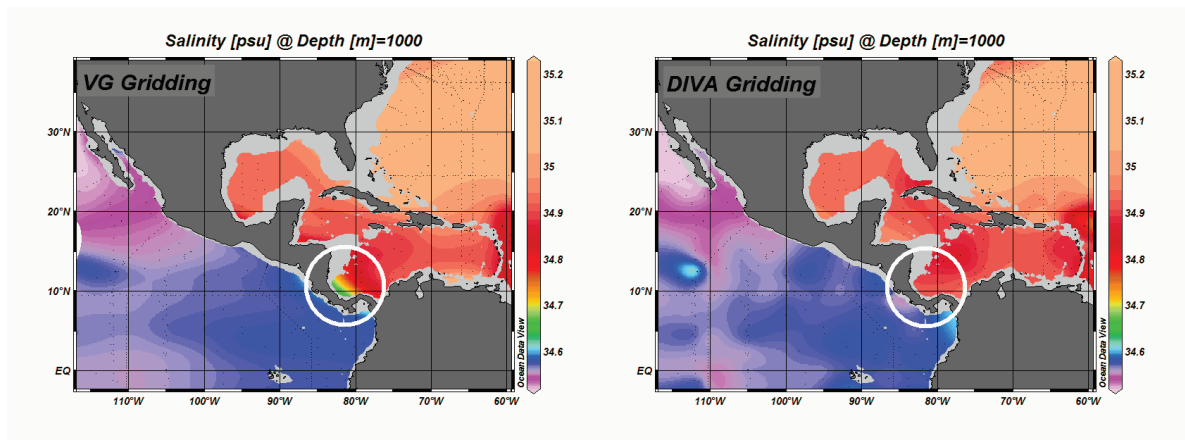 Salinity [psu] @ Depth [m]=1000
VG Gridding
30°N
20°N
10°N
EQ
110°W
100°W
90°W
80°W
70°W
60°W
35.2
35.1
35
34.9
34.8
34.7
34.6
Ocean Data View
Salinity [psu] @ Depth [m]=1000
DIVA Gridding
30°N
20°N
10°N
EQ
110°W
100°W
90°W
80°W
70°W
60°W
35.2
35.1
35
34.9
34.8
34.7
34.6
Ocean Data View